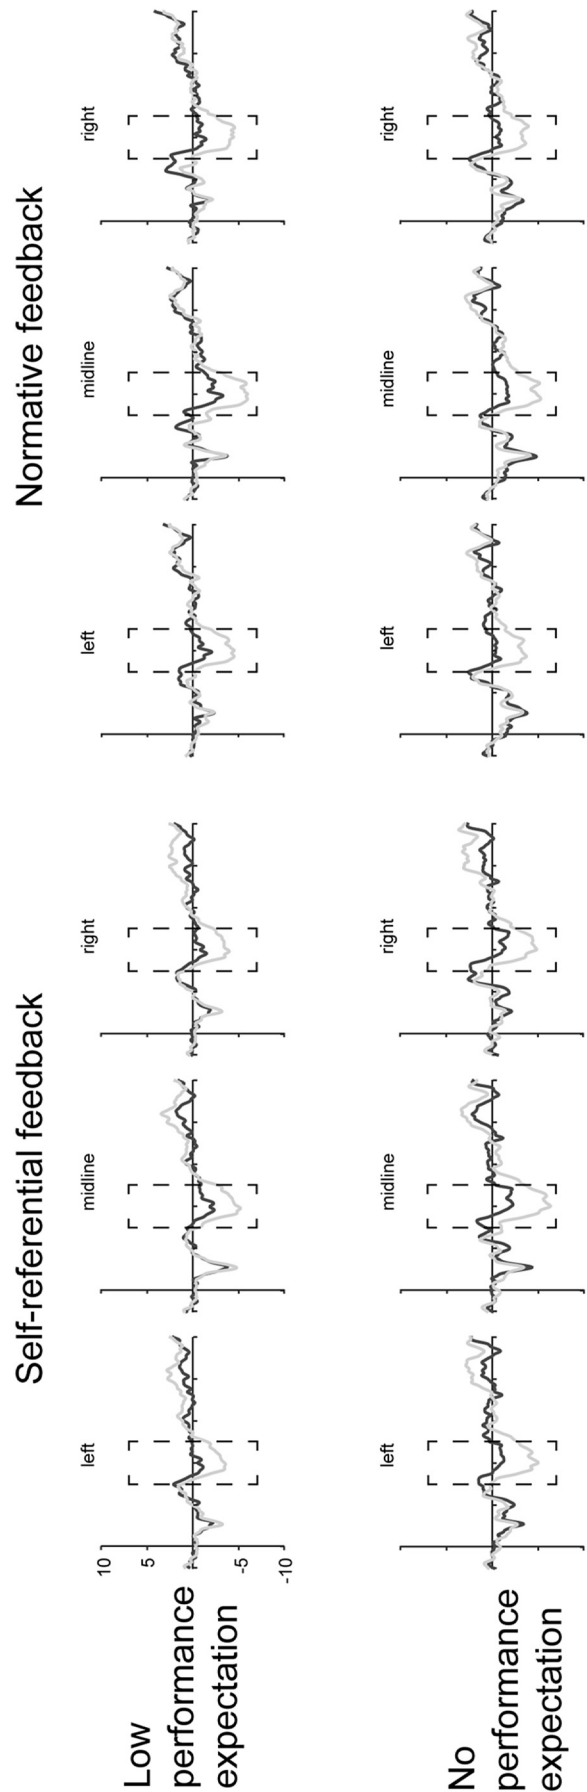 Self-referential feedback
Normative feedback
left
midline
right
left
midline
right
Low
performance
expectation
10
5
-5
-10
left
midline
right
left
midline
right
No
performance
expectation